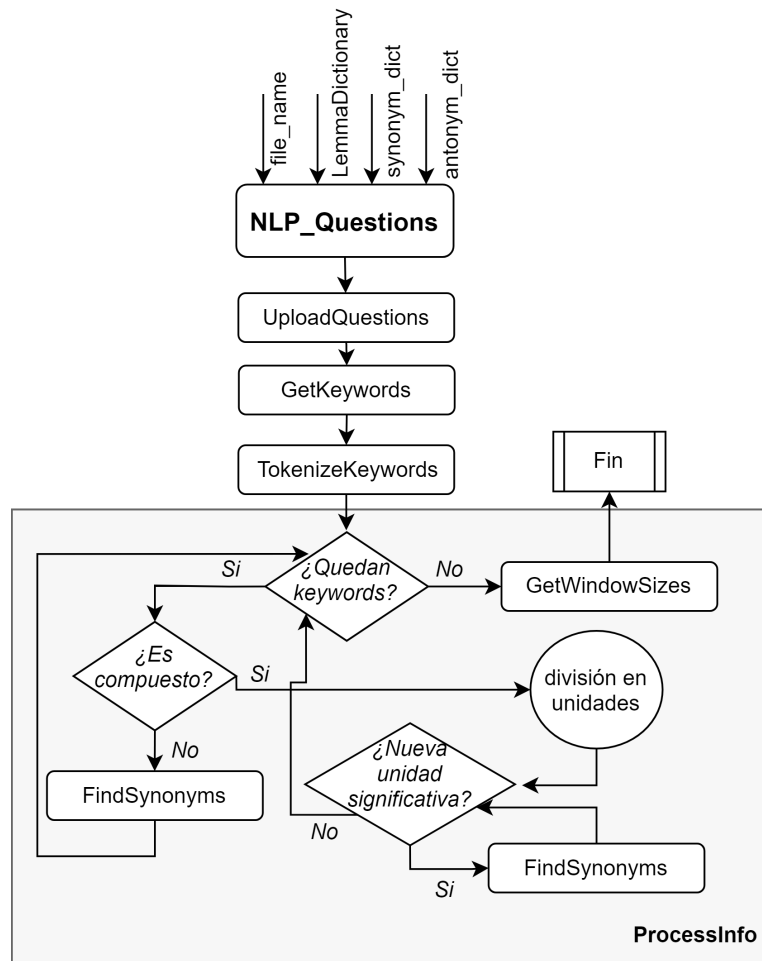 file_name
LemmaDictionary
synonym_dict
antonym_dict
NLP_Questions
UploadQuestions
GetKeywords
TokenizeKeywords
Fin
¿Quedan
keywords?
Si
No
GetWindowSizes
¿Es
compuesto?
Si
división en
unidades
No
FindSynonyms
¿Nueva
unidad
significativa?
No
Si
FindSynonyms
ProcessInfo